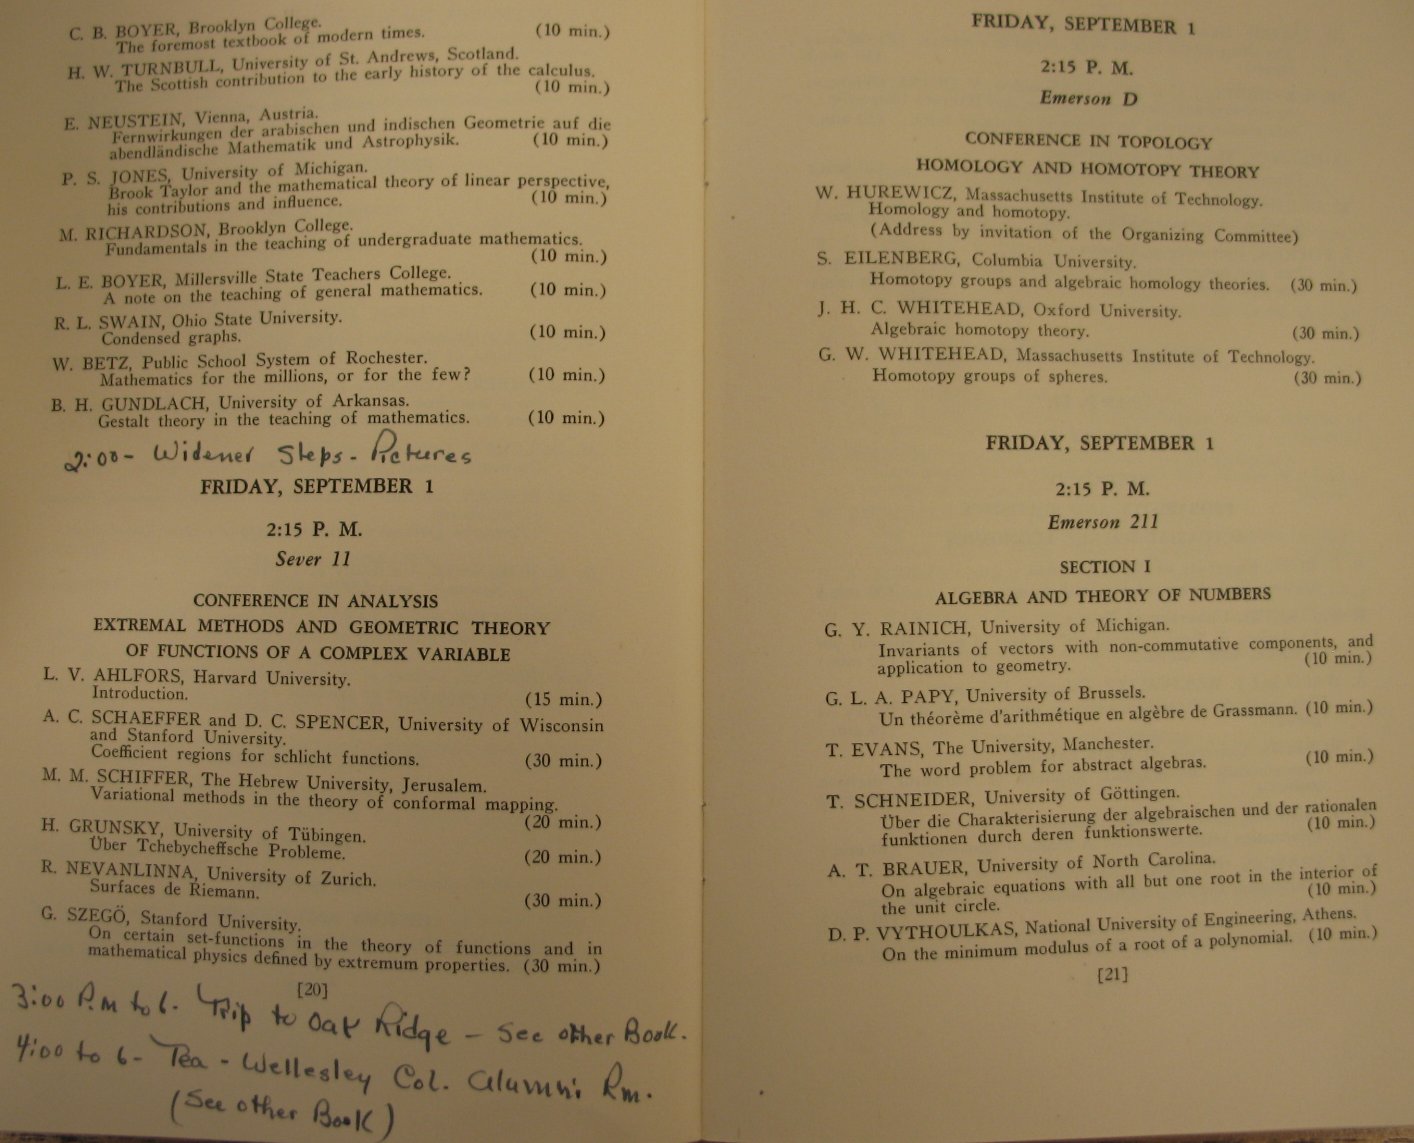 C. B. BOYER, Brooklyn College.
The foremost textbook of modern times. (10 min.)
H. W. TURNBULL, University of St. Andrews, Scotland.
The Scottish contribution to the early history of the calculus.
(10 min.)
E. NEUSTEIN, Vienna, Austria.
Fernwirkungen der arabischen und indischen Geometrie auf die
abendländische Mathematik und Astrophysik. (10 min.)
P. S. JONES, University of Michigan.
Brook Taylor and the mathematical theory of linear perspective,
his contributions and influence. (10 min.)
M. RICHARDSON, Brooklyn College.
Fundamentals in the teaching of undergraduate mathematics.
(10 min.)
L. E. BOYER, Millersville State Teachers College.
A note on the teaching of general mathematics. (10 min.)
R. L. SWAIN, Ohio State University.
Condensed graphs. (10 min.)
W. BETZ, Public School System of Rochester.
Mathematics for the millions, or for the few? (10 min.)
B. H. GUNDLACH, University of Arkansas.
Gestalt theory in the teaching of mathematics. (10 min.)
2:00 - Widener Steps - Pictures
FRIDAY, SEPTEMBER 1
2:15 P. M.
Sever 11
CONFERENCE IN ANALYSIS
EXTREMAL METHODS AND GEOMETRIC THEORY
OF FUNCTIONS OF A COMPLEX VARIABLE
L. V. AHLFORS, Harvard University.
Introduction. (15 min.)
A. C. SCHAEFFER and D. C. SPENCER, University of Wisconsin
and Stanford University.
Coefficient regions for schlicht functions. (30 min.)
M. M. SCHIFFER, The Hebrew University, Jerusalem.
Variational methods in the theory of conformal mapping.
(20 min.)
H. GRUNSKY, University of Tübingen.
Über Tchebycheffsche Probleme. (20 min.)
R. NEVANLINNA, University of Zurich.
Surfaces de Riemann. (30 min.)
G. SZEGÖ, Stanford University.
On certain set-functions in the theory of functions and in
mathematical physics defined by extremum properties. (30 min.)
[20]
3:00 P.M to 6 - Trip to Oak Ridge - See other Book.
4:00 to 6 - Tea - Wellesley Col. Alumni Rm.
(See other Book)
FRIDAY, SEPTEMBER 1
2:15 P. M.
Emerson D
CONFERENCE IN TOPOLOGY
HOMOLOGY AND HOMOTOPY THEORY
W. HUREWICZ, Massachusetts Institute of Technology.
Homology and homotopy.
(Address by invitation of the Organizing Committee)
S. EILENBERG, Columbia University.
Homotopy groups and algebraic homology theories. (30 min.)
J. H. C. WHITEHEAD, Oxford University.
Algebraic homotopy theory. (30 min.)
G. W. WHITEHEAD, Massachusetts Institute of Technology.
Homotopy groups of spheres. (30 min.)
FRIDAY, SEPTEMBER 1
2:15 P. M.
Emerson 211
SECTION I
ALGEBRA AND THEORY OF NUMBERS
G. Y. RAINICH, University of Michigan.
Invariants of vectors with non-commutative components, and
application to geometry. (10 min.)
G. L. A. PAPY, University of Brussels.
Un théorème d'arithmétique en algèbre de Grassmann. (10 min.)
T. EVANS, The University, Manchester.
The word problem for abstract algebras. (10 min.)
T. SCHNEIDER, University of Göttingen.
Über die Charakterisierung der algebraischen und der rationalen
funktionen durch deren funktionswerte. (10 min.)
A. T. BRAUER, University of North Carolina.
On algebraic equations with all but one root in the interior of
the unit circle. (10 min.)
D. P. VYTHOULKAS, National University of Engineering, Athens.
On the minimum modulus of a root of a polynomial. (10 min.)
[21]